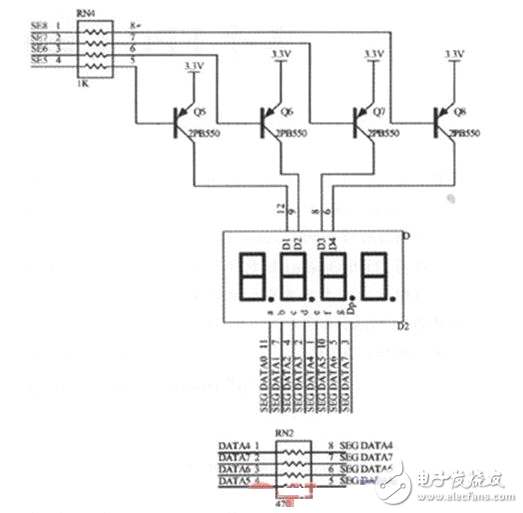 RN4
SE8 1 8
SE7 2 7
SE6 3 6
SE5 4 5
1K
3.3V 3.3V 3.3V 3.3V
Q5 Q6 Q7 Q8
2PB550 2PB550 2PB550 2PB550
12 9 8 6
D1 D2 D3 D4
D
a b c d e f g Dp
D2
11 7 4 2 1 10 5 3
SEG DATA0
SEG DATA1
SEG DATA2
SEG DATA3
SEG DATA4
SEG DATA5
SEG DATA6
SEG DATA7
RN2
DATA4 1 8 SEG DATA4
DATA7 2 7 SEG DATA7
DATA6 3 6 SEG DATA6
DATA5 4 5 SEG
电子发烧友
www.elecfans.com